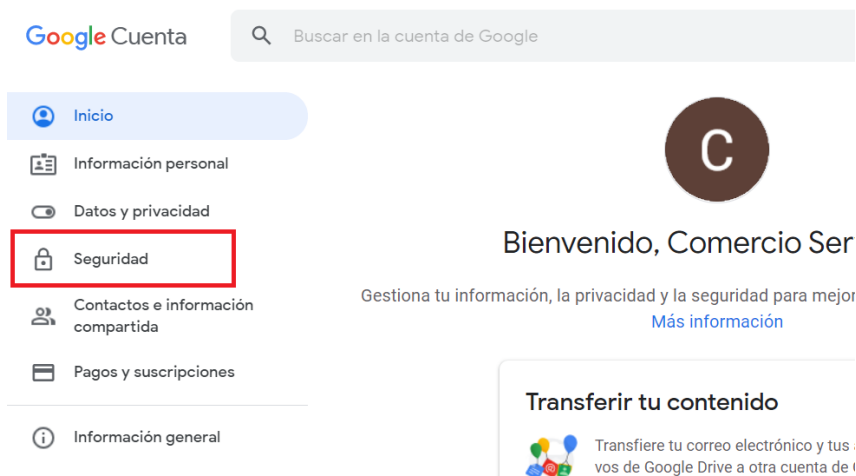 Google Cuenta
Buscar en la cuenta de Google
Inicio
Información personal
Datos y privacidad
Seguridad
Contactos e información
compartida
Pagos y suscripciones
Información general
C
Bienvenido, Comercio Ser
Gestiona tu información, la privacidad y la seguridad para mejor
Más información
Transferir tu contenido
Transfiere tu correo electrónico y tus
vos de Google Drive a otra cuenta de